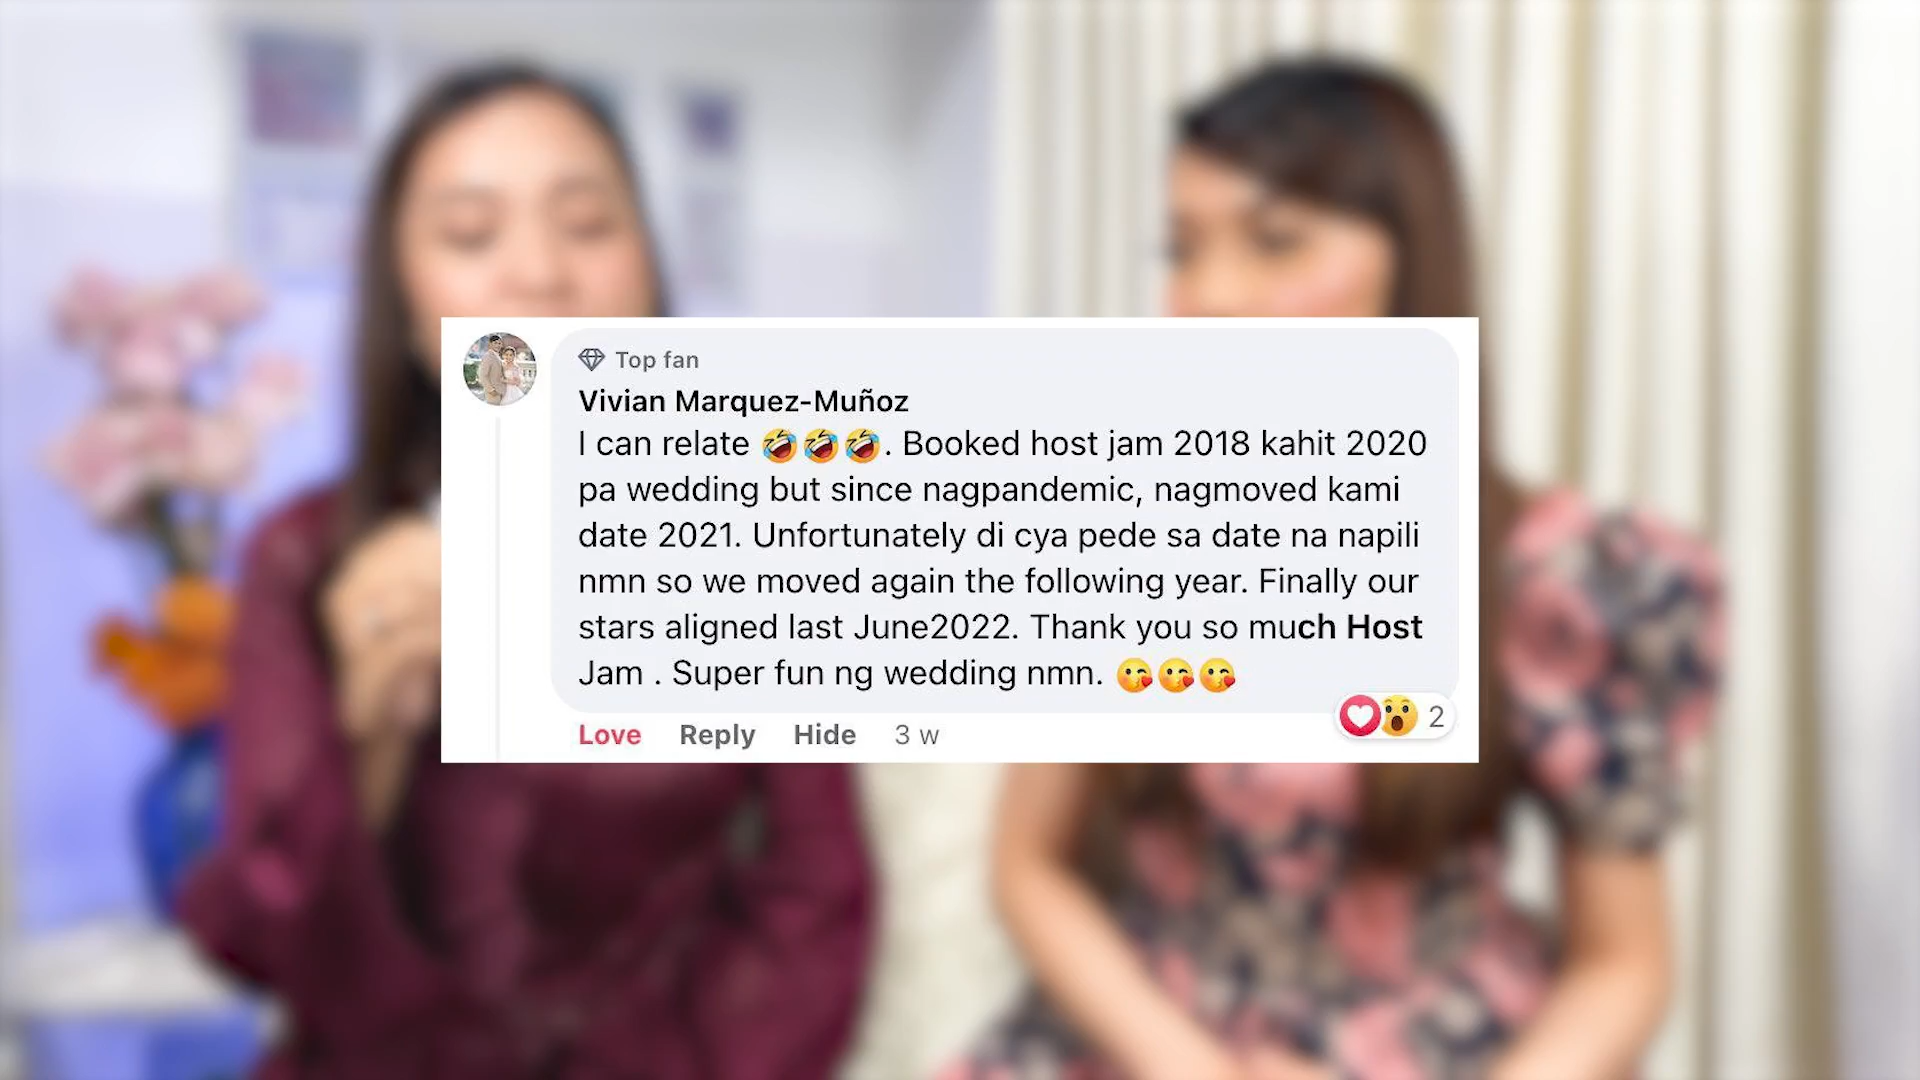 Top fan
Vivian Marquez-Muñoz
I can relate 🤣🤣🤣. Booked host jam 2018 kahit 2020
pa wedding but since nagpandemic, nagmoved kami
date 2021. Unfortunately di cya pede sa date na napili
nmn so we moved again the following year. Finally our
stars aligned last June2022. Thank you so much Host
Jam . Super fun ng wedding nmn. 😘😘😘
Love Reply Hide 3 w 2